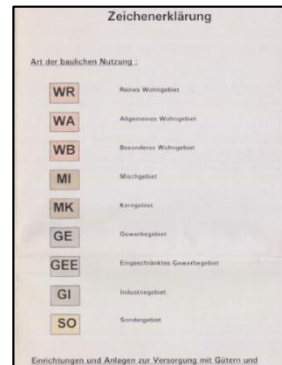 Zeichenerklärung
Art der baulichen Nutzung :
WR Reines Wohngebiet
WA Allgemeines Wohngebiet
WB Besonderes Wohngebiet
MI Mischgebiet
MK Kerngebiet
GE Gewerbegebiet
GEE Eingeschränktes Gewerbegebiet
GI Industriegebiet
SO Sondergebiet
Einrichtungen und Anlagen zur Versorgung mit Gütern und